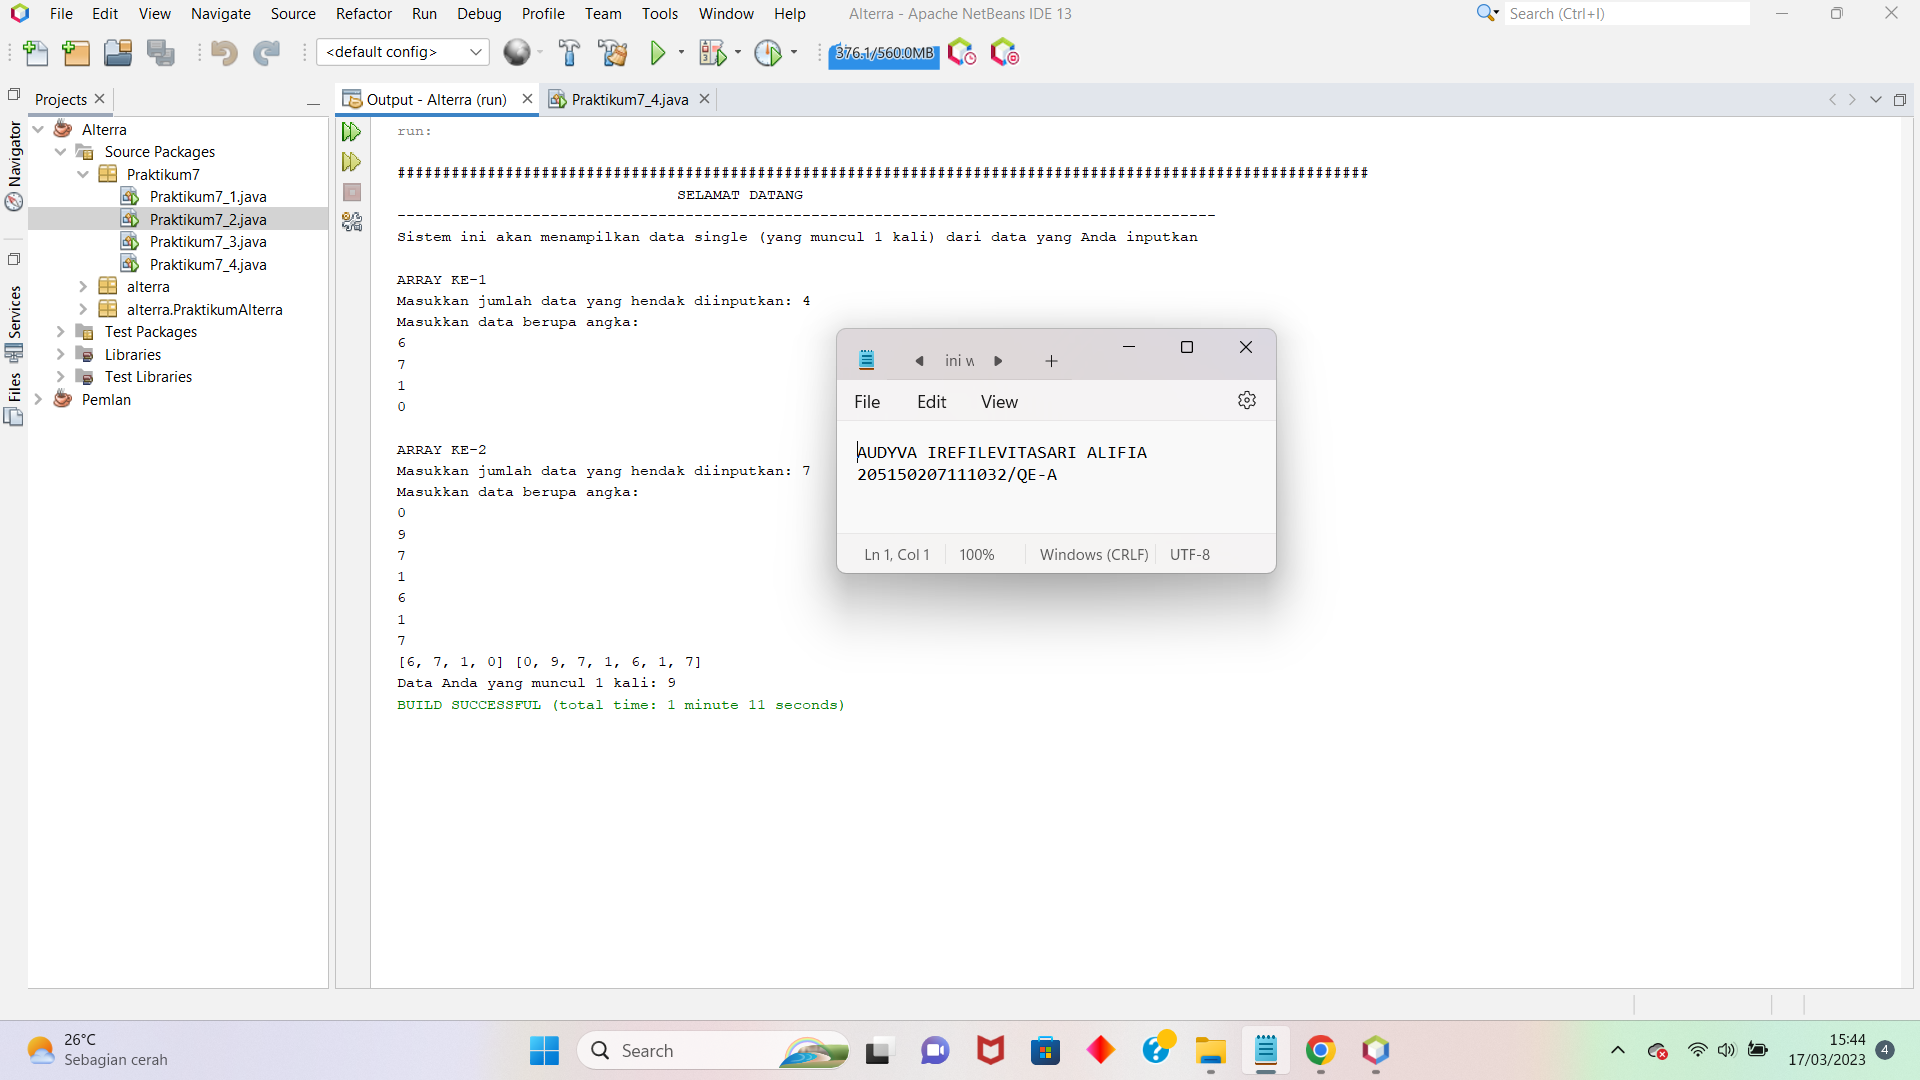 File Edit View Navigate Source Refactor Run Debug Profile Team Tools Window Help Alterra - Apache NetBeans IDE 13 Search (Ctrl+I)
<default config> 376.1/560.0MB
Projects Output - Alterra (run) Praktikum7_4.java
Navigator
Services
Files
Alterra
Source Packages
Praktikum7
Praktikum7_1.java
Praktikum7_2.java
Praktikum7_3.java
Praktikum7_4.java
alterra
alterra.PraktikumAlterra
Test Packages
Libraries
Test Libraries
Pemlan
run:
############################################################################################################
SELAMAT DATANG
-------------------------------------------------------------------------------------------
Sistem ini akan menampilkan data single (yang muncul 1 kali) dari data yang Anda inputkan
ARRAY KE-1
Masukkan jumlah data yang hendak diinputkan: 4
Masukkan data berupa angka:
6
7
1
0
ARRAY KE-2
Masukkan jumlah data yang hendak diinputkan: 7
Masukkan data berupa angka:
0
9
7
1
6
1
7
[6, 7, 1, 0] [0, 9, 7, 1, 6, 1, 7]
Data Anda yang muncul 1 kali: 9
BUILD SUCCESSFUL (total time: 1 minute 11 seconds)
ini
File Edit View
AUDYVA IREFILEVITASARI ALIFIA
205150207111032/QE-A
Ln 1, Col 1 100% Windows (CRLF) UTF-8
26°C
Sebagian cerah
Search
15:44
17/03/2023
4